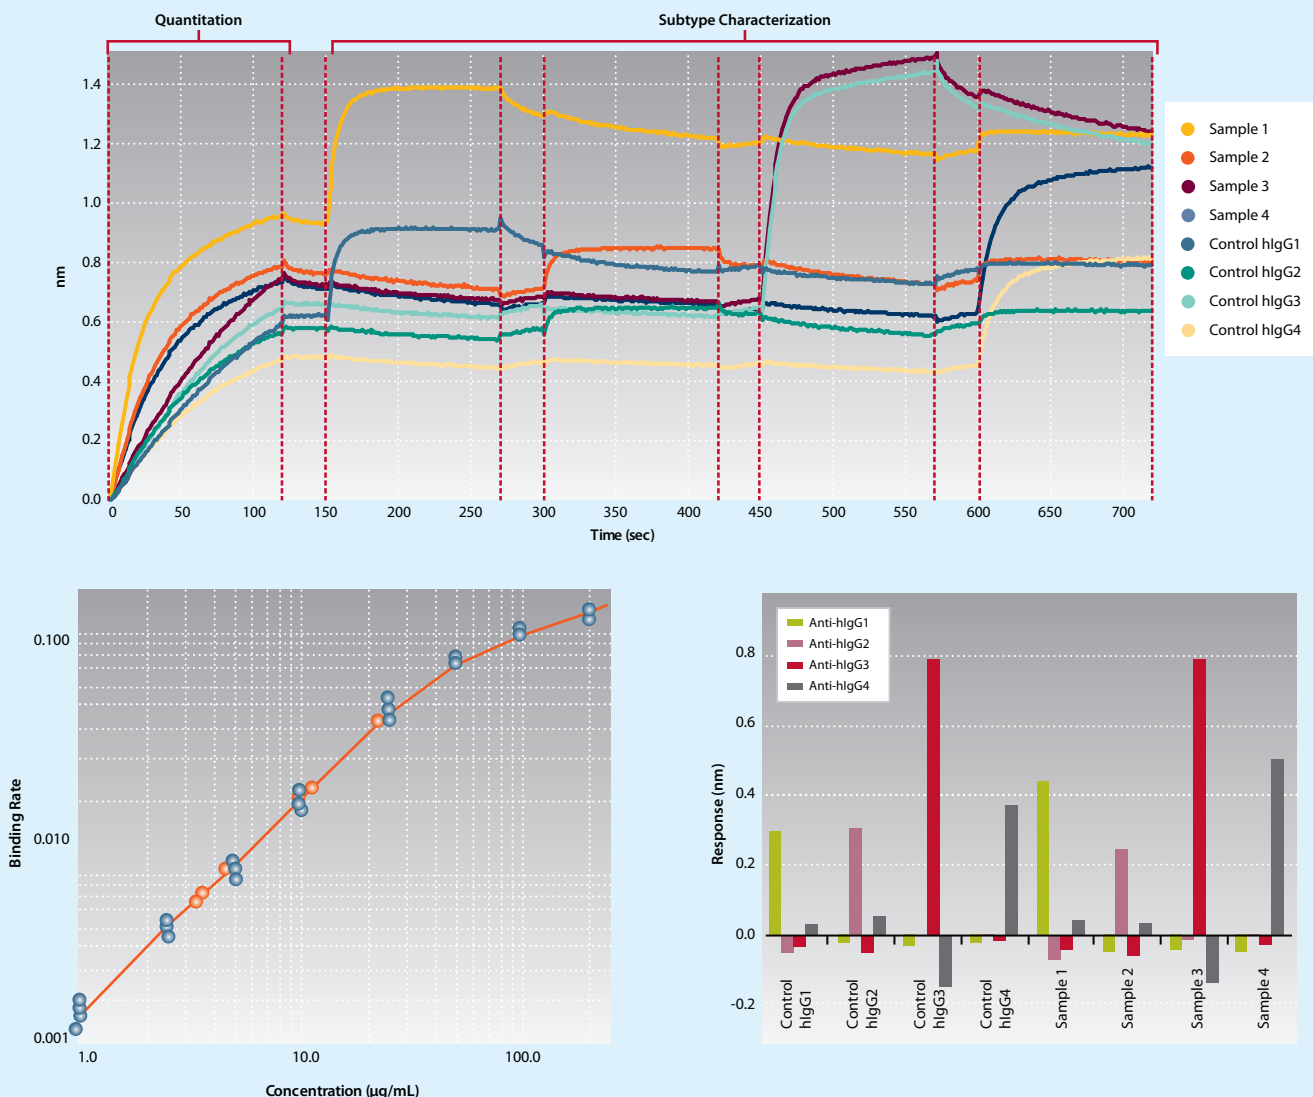 Quantitation
Subtype Characterization
nm
1.4
1.2
1.0
0.8
0.6
0.4
0.2
0.0
0 50 100 150 200 250 300 350 400 450 500 550 600 650 700
Time (sec)
Sample 1
Sample 2
Sample 3
Sample 4
Control hIgG1
Control hIgG2
Control hIgG3
Control hIgG4
Binding Rate
0.100
0.010
0.001
1.0 10.0 100.0
Concentration (µg/mL)
Anti-hIgG1
Anti-hIgG2
Anti-hIgG3
Anti-hIgG4
Response (nm)
0.8
0.6
0.4
0.2
0.0
-0.2
Control hIgG1
Control hIgG2
Control hIgG3
Control hIgG4
Sample 1
Sample 2
Sample 3
Sample 4